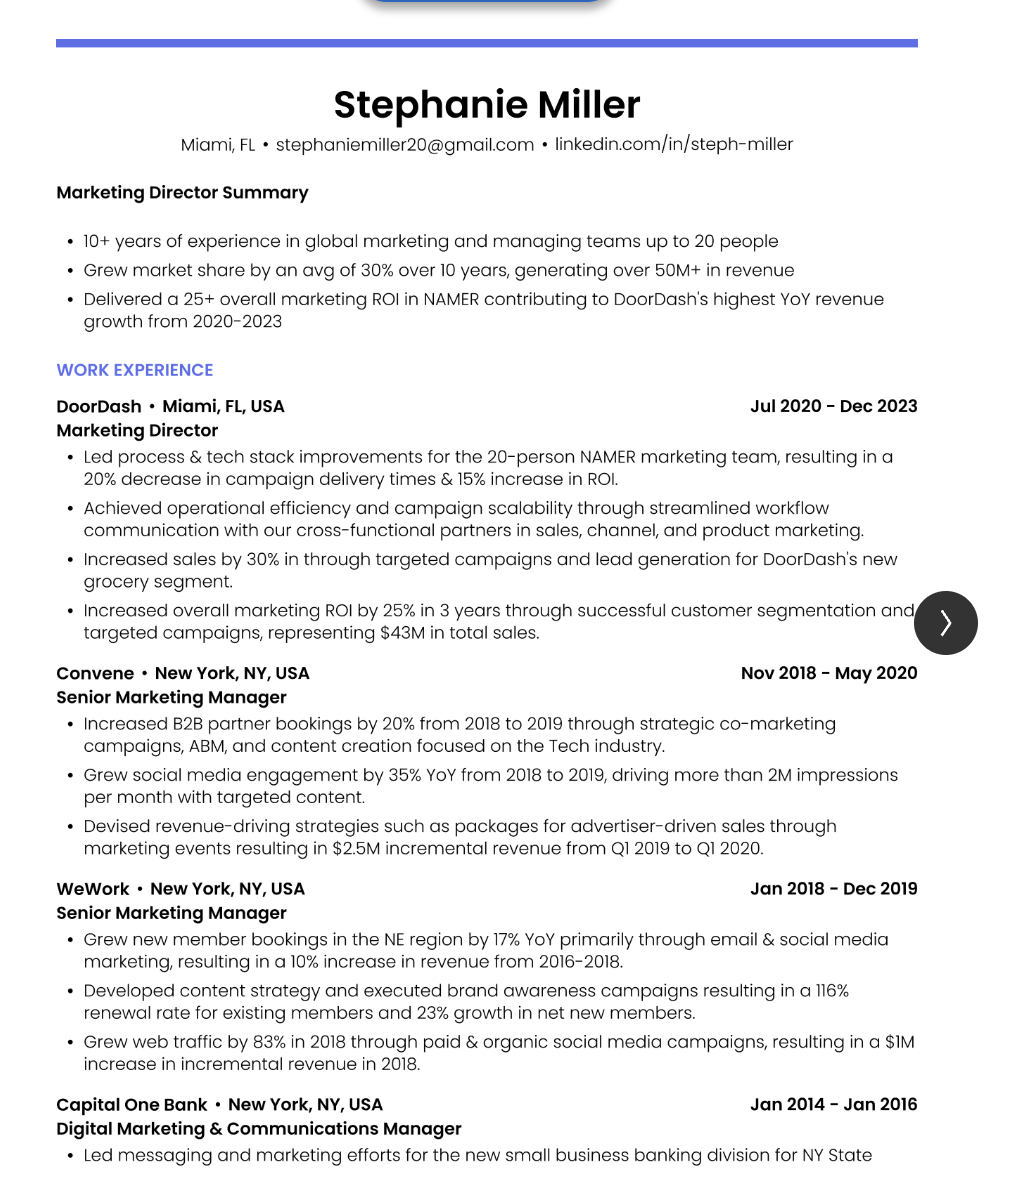 Stephanie Miller
Miami, FL • stephaniemiller20@gmail.com • linkedin.com/in/steph-miller
Marketing Director Summary
• 10+ years of experience in global marketing and managing teams up to 20 people
• Grew market share by an avg of 30% over 10 years, generating over 50M+ in revenue
• Delivered a 25+ overall marketing ROI in NAMER contributing to DoorDash's highest YoY revenue
growth from 2020-2023
WORK EXPERIENCE
DoorDash • Miami, FL, USA Jul 2020 - Dec 2023
Marketing Director
• Led process & tech stack improvements for the 20-person NAMER marketing team, resulting in a
20% decrease in campaign delivery times & 15% increase in ROI.
• Achieved operational efficiency and campaign scalability through streamlined workflow
communication with our cross-functional partners in sales, channel, and product marketing.
• Increased sales by 30% in through targeted campaigns and lead generation for DoorDash's new
grocery segment.
• Increased overall marketing ROI by 25% in 3 years through successful customer segmentation and
targeted campaigns, representing $43M in total sales.
Convene • New York, NY, USA Nov 2018 - May 2020
Senior Marketing Manager
• Increased B2B partner bookings by 20% from 2018 to 2019 through strategic co-marketing
campaigns, ABM, and content creation focused on the Tech industry.
• Grew social media engagement by 35% YoY from 2018 to 2019, driving more than 2M impressions
per month with targeted content.
• Devised revenue-driving strategies such as packages for advertiser-driven sales through
marketing events resulting in $2.5M incremental revenue from Q1 2019 to Q1 2020.
WeWork • New York, NY, USA Jan 2018 - Dec 2019
Senior Marketing Manager
• Grew new member bookings in the NE region by 17% YoY primarily through email & social media
marketing, resulting in a 10% increase in revenue from 2016-2018.
• Developed content strategy and executed brand awareness campaigns resulting in a 116%
renewal rate for existing members and 23% growth in net new members.
• Grew web traffic by 83% in 2018 through paid & organic social media campaigns, resulting in a $1M
increase in incremental revenue in 2018.
Capital One Bank • New York, NY, USA Jan 2014 - Jan 2016
Digital Marketing & Communications Manager
• Led messaging and marketing efforts for the new small business banking division for NY State